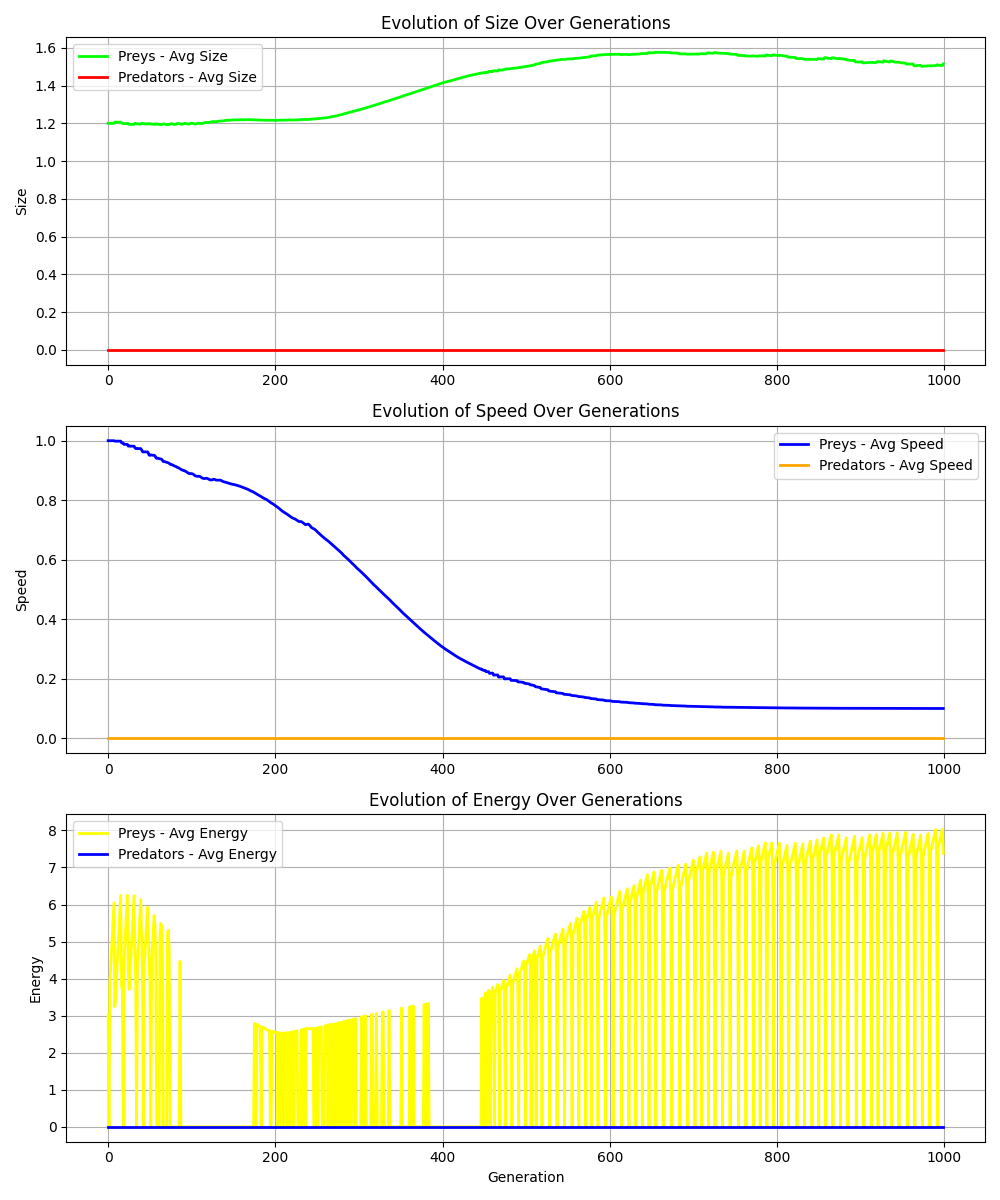 Evolution of Size Over Generations
Preys - Avg Size
Predators - Avg Size
Size
1.6
1.4
1.2
1.0
0.8
0.6
0.4
0.2
0.0
0 200 400 600 800 1000
Evolution of Speed Over Generations
Preys - Avg Speed
Predators - Avg Speed
Speed
1.0
0.8
0.6
0.4
0.2
0.0
0 200 400 600 800 1000
Evolution of Energy Over Generations
Preys - Avg Energy
Predators - Avg Energy
Energy
8
7
6
5
4
3
2
1
0
0 200 400 600 800 1000
Generation